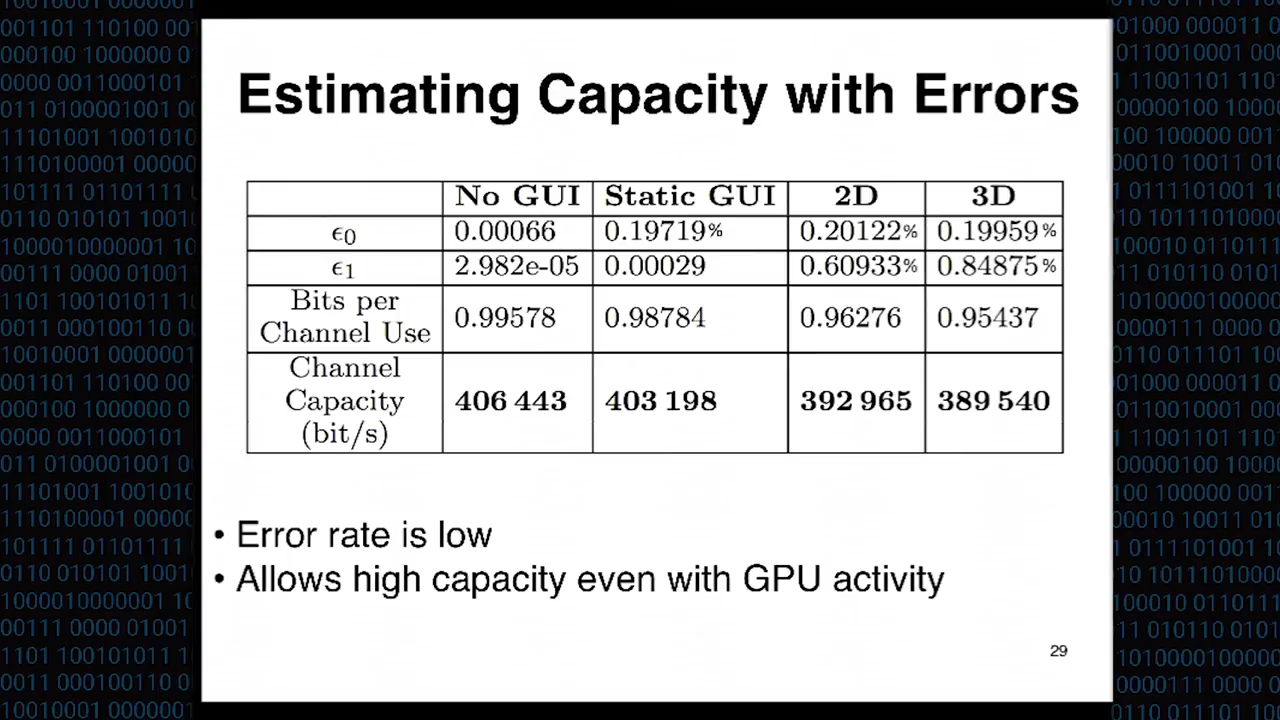 Estimating Capacity with Errors
No GUI Static GUI 2D 3D
ϵ0 0.00066 0.19719% 0.20122% 0.19959%
ϵ1 2.982e-05 0.00029 0.60933% 0.84875%
Bits per
Channel Use 0.99578 0.98784 0.96276 0.95437
Channel
Capacity 406 443 403 198 392 965 389 540
(bit/s)
• Error rate is low
• Allows high capacity even with GPU activity
29